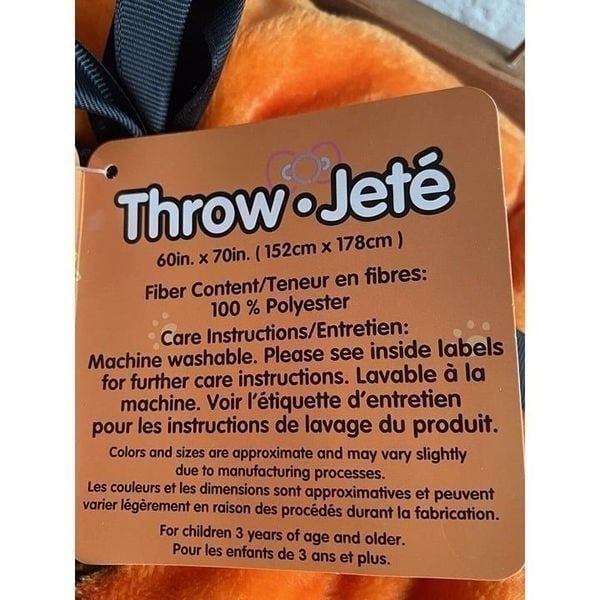 Throw • Jeté
60in. x 70in. ( 152cm x 178cm )
Fiber Content/Teneur en fibres:
100 % Polyester
Care Instructions/Entretien:
Machine washable. Please see inside labels
for further care instructions. Lavable à la
machine. Voir l'étiquette d'entretien
pour les instructions de lavage du produit.
Colors and sizes are approximate and may vary slightly
due to manufacturing processes.
Les couleurs et les dimensions sont approximatives et peuvent
varier légèrement en raison des procédés durant la fabrication.
For children 3 years of age and older.
Pour les enfants de 3 ans et plus.